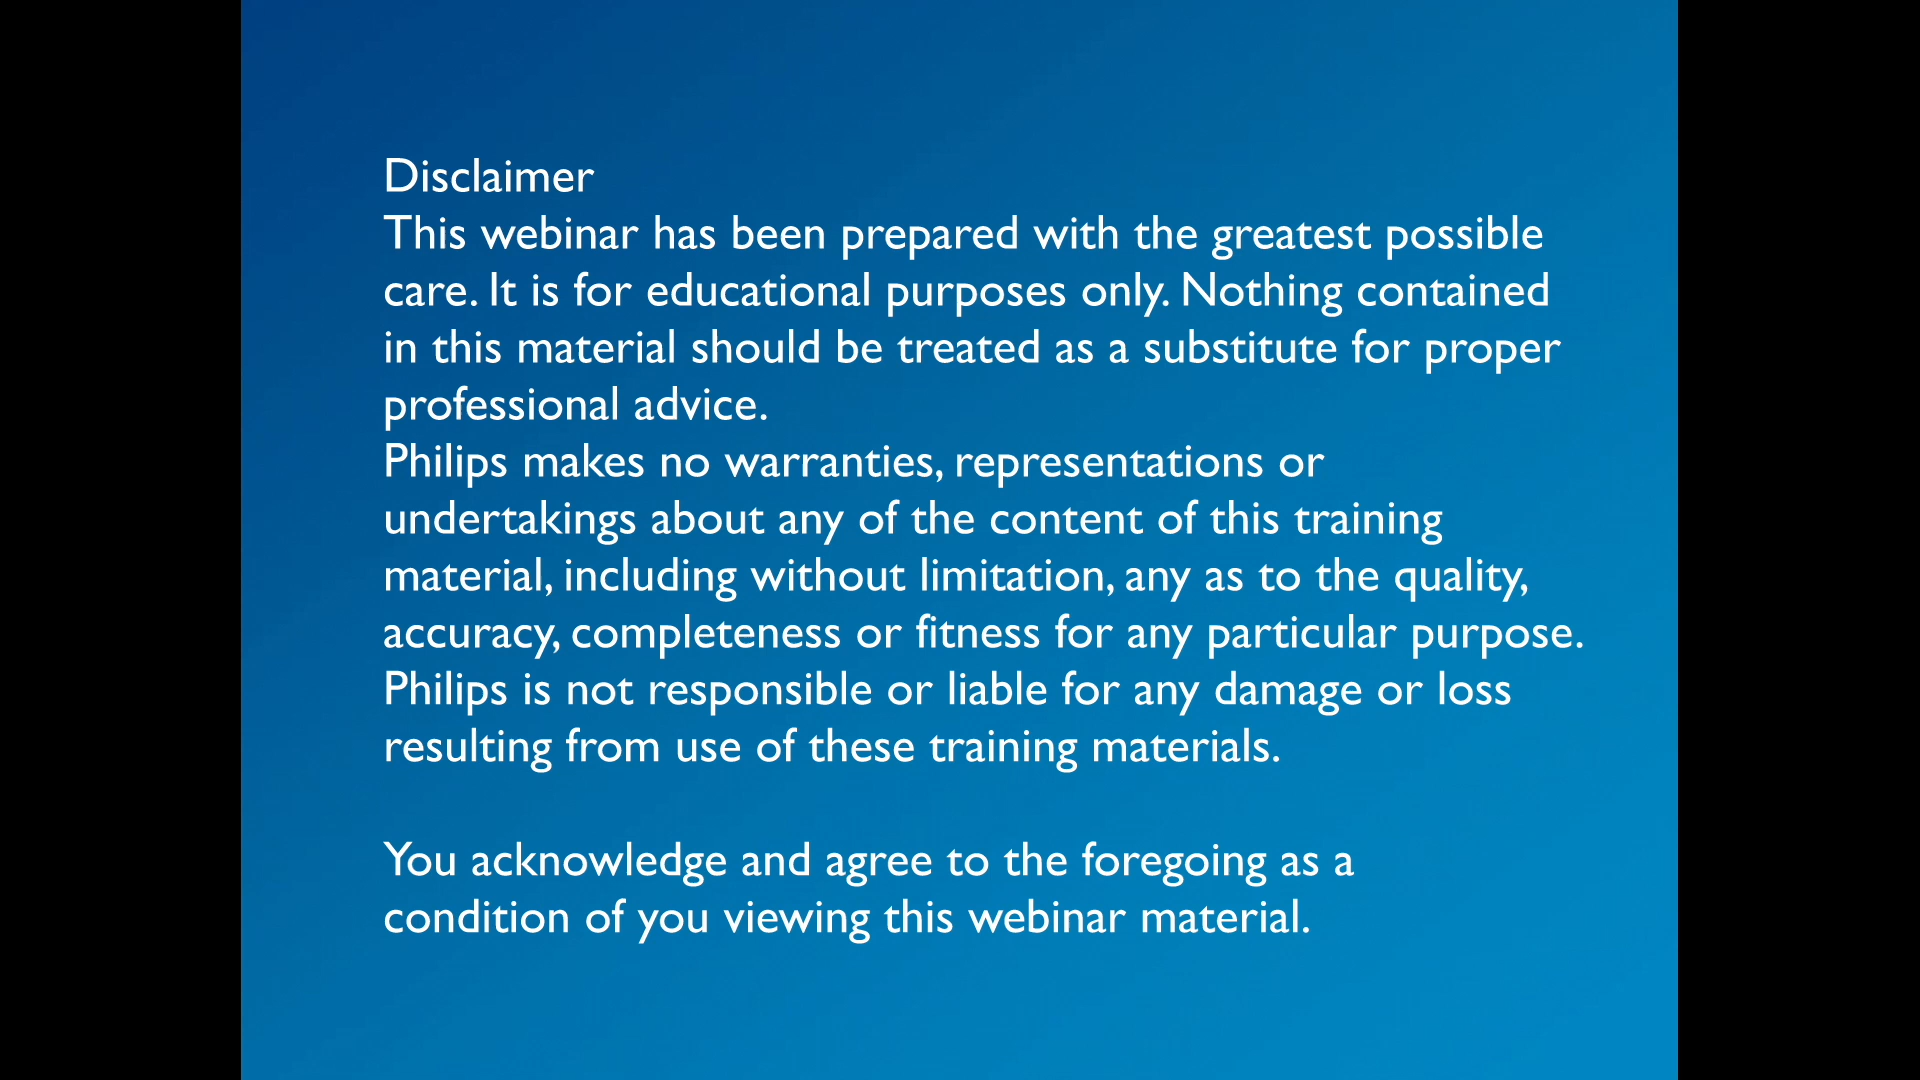 Disclaimer
This webinar has been prepared with the greatest possible
care. It is for educational purposes only. Nothing contained
in this material should be treated as a substitute for proper
professional advice.
Philips makes no warranties, representations or
undertakings about any of the content of this training
material, including without limitation, any as to the quality,
accuracy, completeness or fitness for any particular purpose.
Philips is not responsible or liable for any damage or loss
resulting from use of these training materials.
You acknowledge and agree to the foregoing as a
condition of you viewing this webinar material.